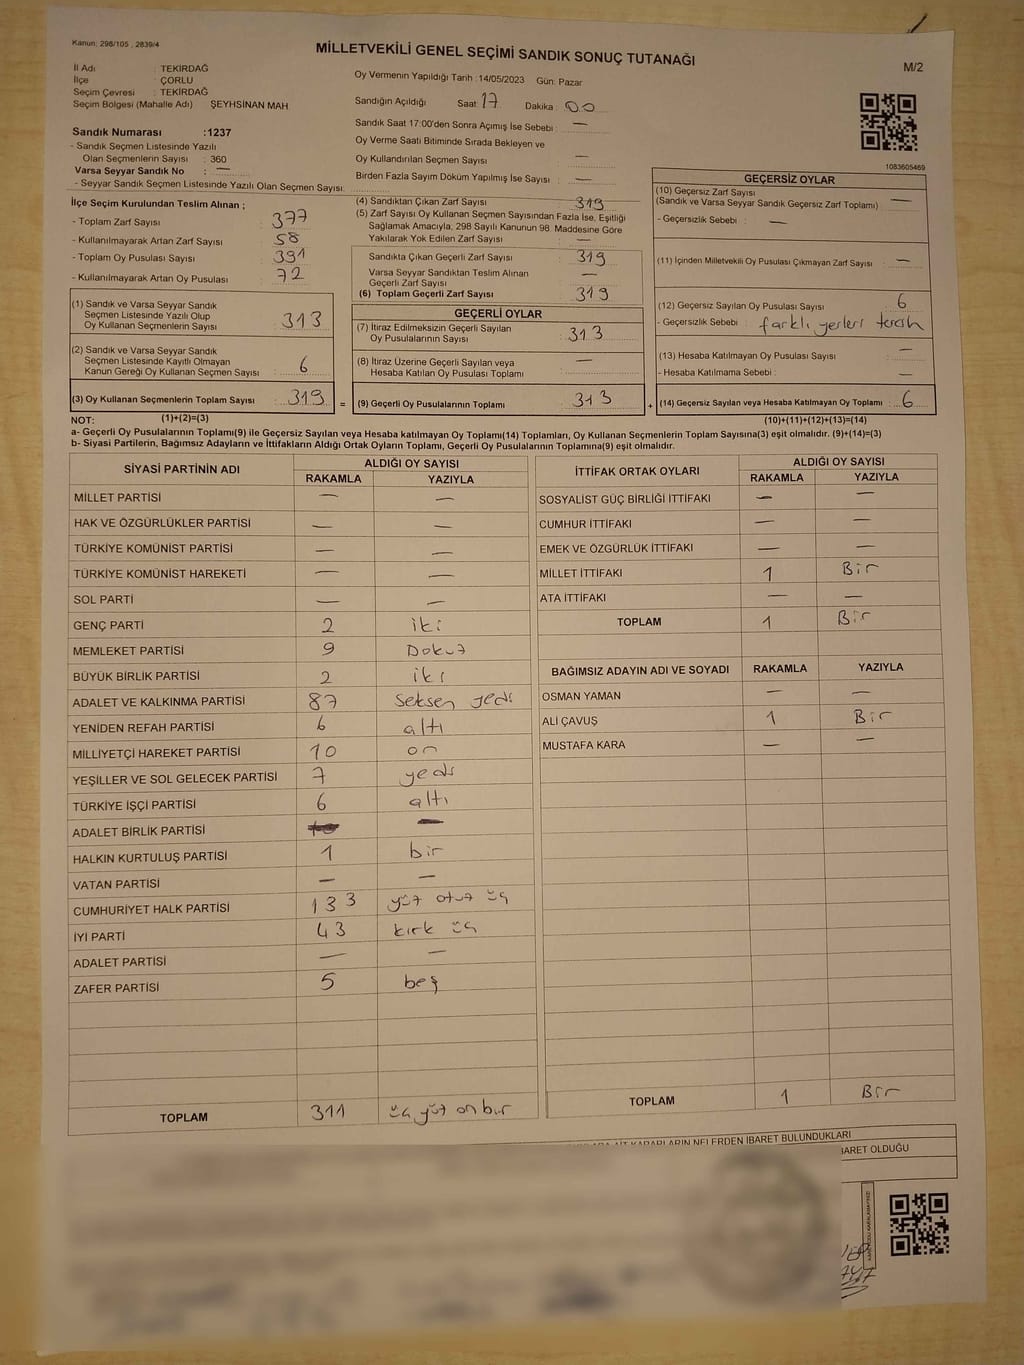 Kanun: 298/105 , 2839/4
MİLLETVEKİLİ GENEL SEÇİMİ SANDIK SONUÇ TUTANAĞI
M/2
İl Adı : TEKİRDAĞ
İlçe : ÇORLU
Seçim Çevresi : TEKİRDAĞ
Seçim Bölgesi (Mahalle Adı) ŞEYHSİNAN MAH
Sandık Numarası :1237
- Sandık Seçmen Listesinde Yazılı
Olan Seçmenlerin Sayısı : 360
Varsa Seyyar Sandık No : —
- Seyyar Sandık Seçmen Listesinde Yazılı Olan Seçmen Sayısı:
Oy Vermenin Yapıldığı Tarih :14/05/2023 Gün: Pazar
Sandığın Açıldığı Saat: 17 Dakika : 00
Sandık Saat 17:00'den Sonra Açımış İse Sebebi : —
Oy Verme Saati Bitiminde Sırada Bekleyen ve
Oy Kullandırılan Seçmen Sayısı —
Birden Fazla Sayım Döküm Yapılmış İse Sayısı : —
1083605469
İlçe Seçim Kurulundan Teslim Alınan ;
- Toplam Zarf Sayısı : 377
- Kullanılmayarak Artan Zarf Sayısı : 58
- Toplam Oy Pusulası Sayısı : 391
- Kullanılmayarak Artan Oy Pusulası : 72
(1) Sandık ve Varsa Seyyar Sandık
Seçmen Listesinde Yazılı Olup
Oy Kullanan Seçmenlerin Sayısı : 313
(2) Sandık ve Varsa Seyyar Sandık
Seçmen Listesinde Kayıtlı Olmayan
Kanun Gereği Oy Kullanan Seçmen Sayısı : 6
(3) Oy Kullanan Seçmenlerin Toplam Sayısı : 319 =
(4) Sandıktan Çıkan Zarf Sayısı : 319
(5) Zarf Sayısı Oy Kullanan Seçmen Sayısından Fazla İse, Eşitliği
Sağlamak Amacıyla, 298 Sayılı Kanunun 98. Maddesine Göre
Yakılarak Yok Edilen Zarf Sayısı : —
Sandıkta Çıkan Geçerli Zarf Sayısı : 319
Varsa Seyyar Sandıktan Teslim Alınan
Geçerli Zarf Sayısı : —
(6) Toplam Geçerli Zarf Sayısı : 319
GEÇERLİ OYLAR
(7) İtiraz Edilmeksizin Geçerli Sayılan
Oy Pusulalarının Sayısı : 313
(8) İtiraz Üzerine Geçerli Sayılan veya
Hesaba Katılan Oy Pusulası Toplamı : —
(9) Geçerli Oy Pusulalarının Toplamı : 313 +
GEÇERSİZ OYLAR
(10) Geçersiz Zarf Sayısı
(Sandık ve Varsa Seyyar Sandık Geçersiz Zarf Toplamı) : —
- Geçersizlik Sebebi : —
(11) İçinden Milletvekili Oy Pusulası Çıkmayan Zarf Sayısı : —
(12) Geçersiz Sayılan Oy Pusulası Sayısı : 6
- Geçersizlik Sebebi : farklı yerleri tercih
(13) Hesaba Katılmayan Oy Pusulası Sayısı : —
- Hesaba Katılmama Sebebi : —
(14) Geçersiz Sayılan veya Hesaba Katılmayan Oy Toplamı : 6
NOT: (1)+(2)=(3) (10)+(11)+(12)+(13)=(14)
a- Geçerli Oy Pusulalarının Toplamı(9) ile Geçersiz Sayılan veya Hesaba katılmayan Oy Toplamı(14) Toplamları, Oy Kullanan Seçmenlerin Toplam Sayısına(3) eşit olmalıdır. (9)+(14)=(3)
b- Siyasi Partilerin, Bağımsız Adayların ve İttifakların Aldığı Ortak Oyların Toplamı, Geçerli Oy Pusulalarının Toplamına(9) eşit olmalıdır.
SİYASİ PARTİNİN ADI ALDIĞI OY SAYISI
RAKAMLA YAZIYLA
MİLLET PARTİSİ — —
HAK VE ÖZGÜRLÜKLER PARTİSİ — —
TÜRKİYE KOMÜNİST PARTİSİ — —
TÜRKİYE KOMÜNİST HAREKETİ — —
SOL PARTİ — —
GENÇ PARTİ 2 iki
MEMLEKET PARTİSİ 9 Dokuz
BÜYÜK BİRLİK PARTİSİ 2 iki
ADALET VE KALKINMA PARTİSİ 87 seksen yedi
YENİDEN REFAH PARTİSİ 6 altı
MİLLİYETÇİ HAREKET PARTİSİ 10 on
YEŞİLLER VE SOL GELECEK PARTİSİ 7 yedi
TÜRKİYE İŞÇİ PARTİSİ 6 altı
ADALET BİRLİK PARTİSİ —
HALKIN KURTULUŞ PARTİSİ 1 bir
VATAN PARTİSİ — —
CUMHURİYET HALK PARTİSİ 133 yüz otuz üç
İYİ PARTİ 43 kırk üç
ADALET PARTİSİ — —
ZAFER PARTİSİ 5 beş
TOPLAM 311 üç yüz on bir
İTTİFAK ORTAK OYLARI ALDIĞI OY SAYISI
RAKAMLA YAZIYLA
SOSYALİST GÜÇ BİRLİĞİ İTTİFAKI — —
CUMHUR İTTİFAKI — —
EMEK VE ÖZGÜRLÜK İTTİFAKI — —
MİLLET İTTİFAKI 1 Bir
ATA İTTİFAKI — —
TOPLAM 1 Bir
BAĞIMSIZ ADAYIN ADI VE SOYADI RAKAMLA YAZIYLA
OSMAN YAMAN — —
ALİ ÇAVUŞ 1 Bir
MUSTAFA KARA — —
TOPLAM 1 Bir
KARARLARIN NELERDEN İBARET BULUNDUKLARI
İBARET OLDUĞU